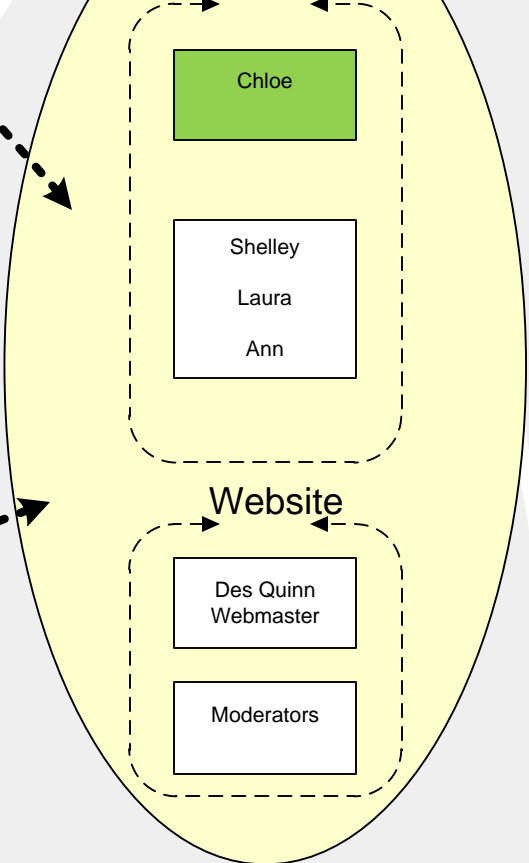 Chloe
Shelley
Laura
Ann
Website
Des Quinn
Webmaster
Moderators